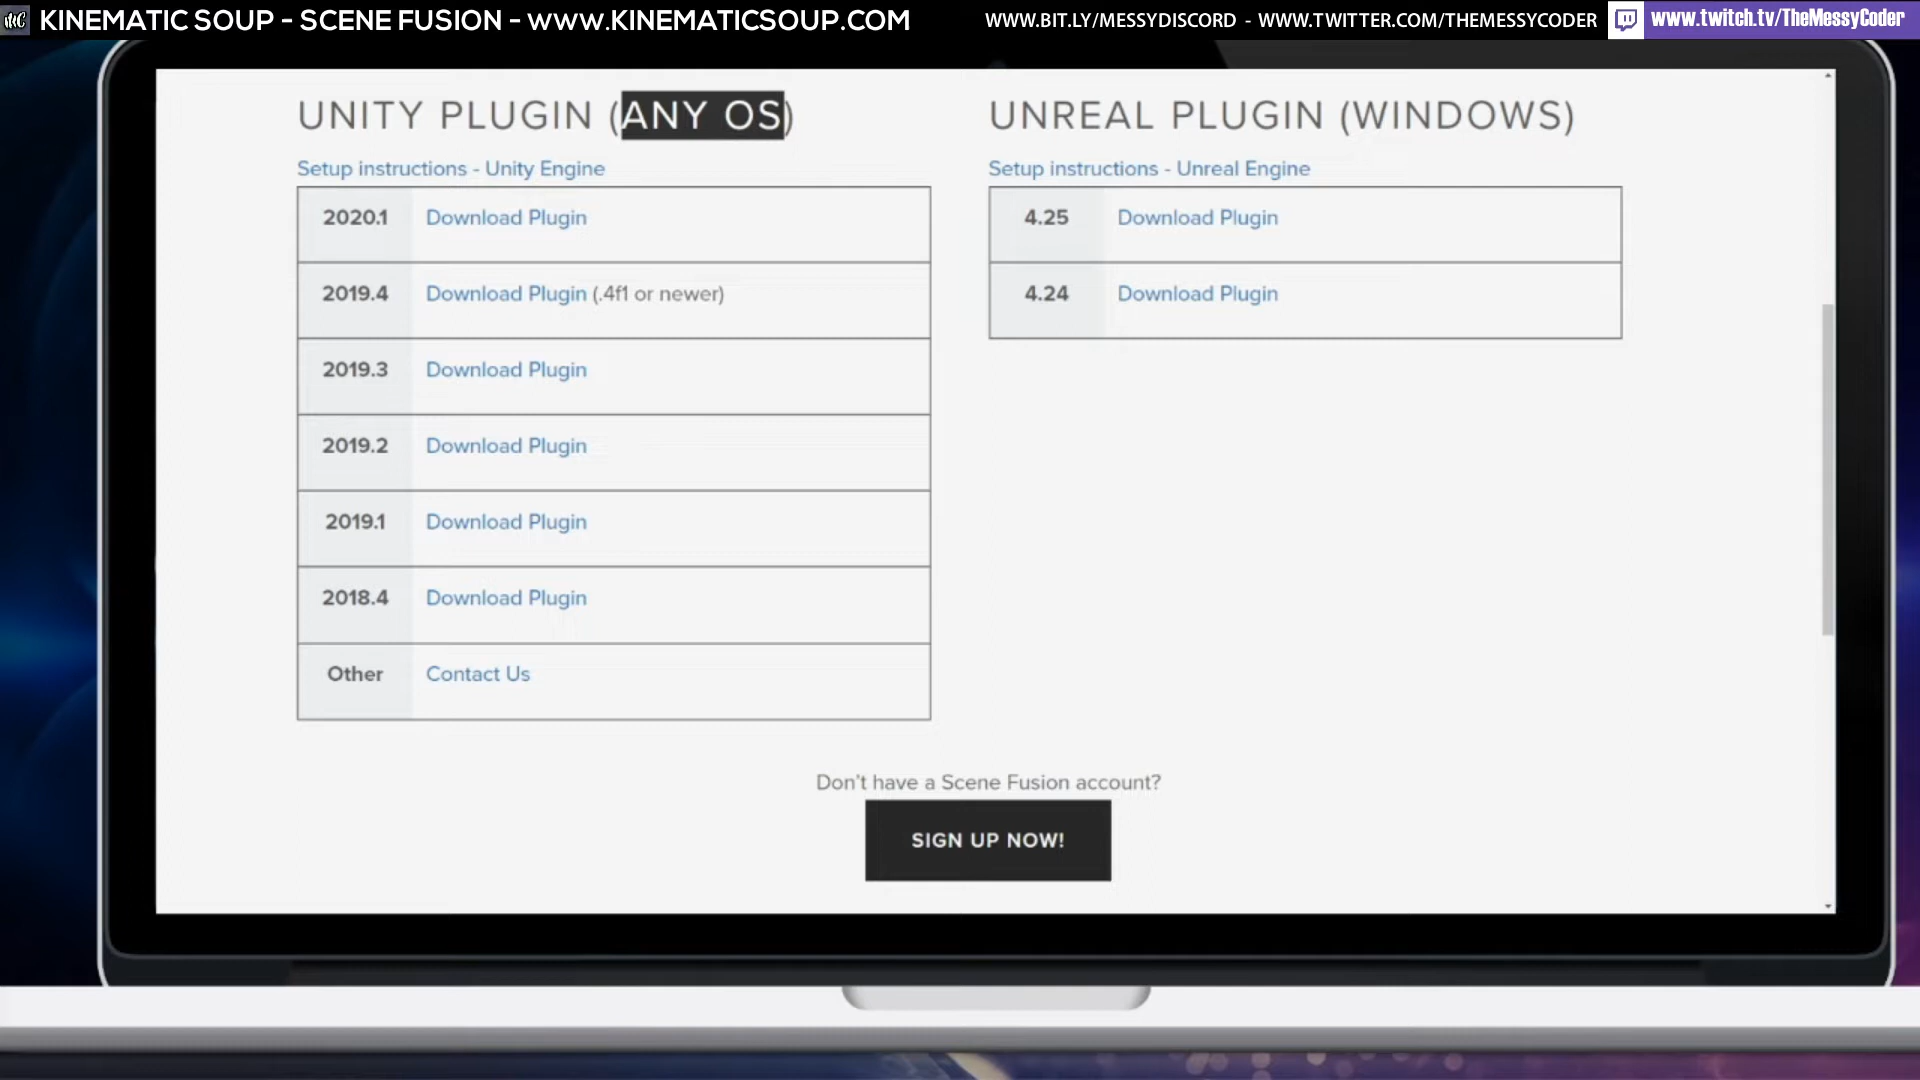 MC KINEMATIC SOUP - SCENE FUSION - www.KINEMATICSOUP.COM
WWW.BIT.LY/MESSYDISCORD - WWW.TWITTER.COM/THEMESSYCODER
www.twitch.tv/TheMessyCoder
UNITY PLUGIN (ANY OS)
Setup instructions - Unity Engine
2020.1 Download Plugin
2019.4 Download Plugin (.4f1 or newer)
2019.3 Download Plugin
2019.2 Download Plugin
2019.1 Download Plugin
2018.4 Download Plugin
Other Contact Us
UNREAL PLUGIN (WINDOWS)
Setup instructions - Unreal Engine
4.25 Download Plugin
4.24 Download Plugin
Don't have a Scene Fusion account?
SIGN UP NOW!